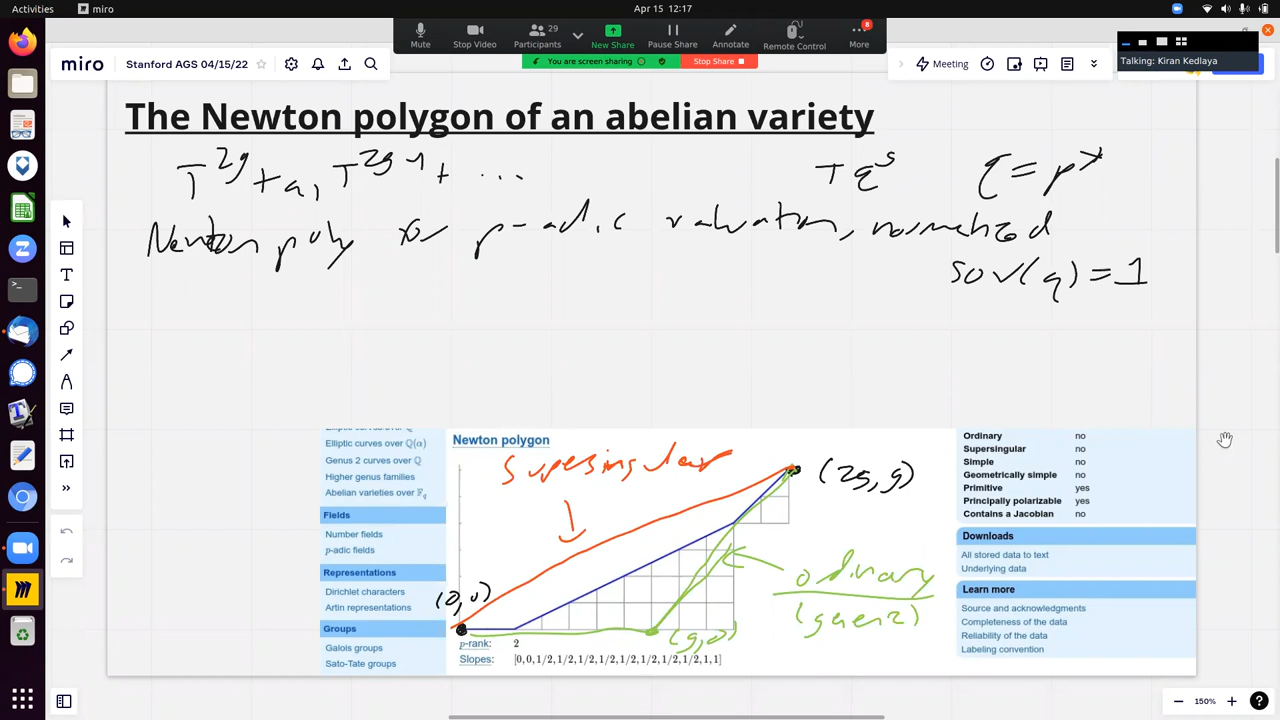 Activities
miro
Apr 15 12:17
Mute
Stop Video
29
Participants
New Share
Pause Share
Annotate
Remote Control
8
More
You are screen sharing
Stop Share
Talking: Kiran Kedlaya
miro
Stanford AGS 04/15/22
Meeting
The Newton polygon of an abelian variety
T^2g + a_1 T^2g-1 + ...
Newton poly for p-adic valuation, normalized
so v(q) = 1
Elliptic curves over Q
Elliptic curves over Q(α)
Genus 2 curves over Q
Higher genus families
Abelian varieties over F_q
Fields
Number fields
p-adic fields
Representations
Dirichlet characters
Artin representations
Groups
Galois groups
Sato-Tate groups
Newton polygon
supersingular
(2g, g)
(0,0)
ordinary
(g,0)
p-rank: 2
Slopes: [0,0,1/2,1/2,1/2,1/2,1/2,1/2,1/2,1/2,1,1]
Ordinary no
Supersingular no
Simple no
Geometrically simple no
Primitive yes
Principally polarizable yes
Contains a Jacobian no
Downloads
All stored data to text
Underlying data
Learn more
Source and acknowledgments
Completeness of the data
Reliability of the data
Labeling convention
150%